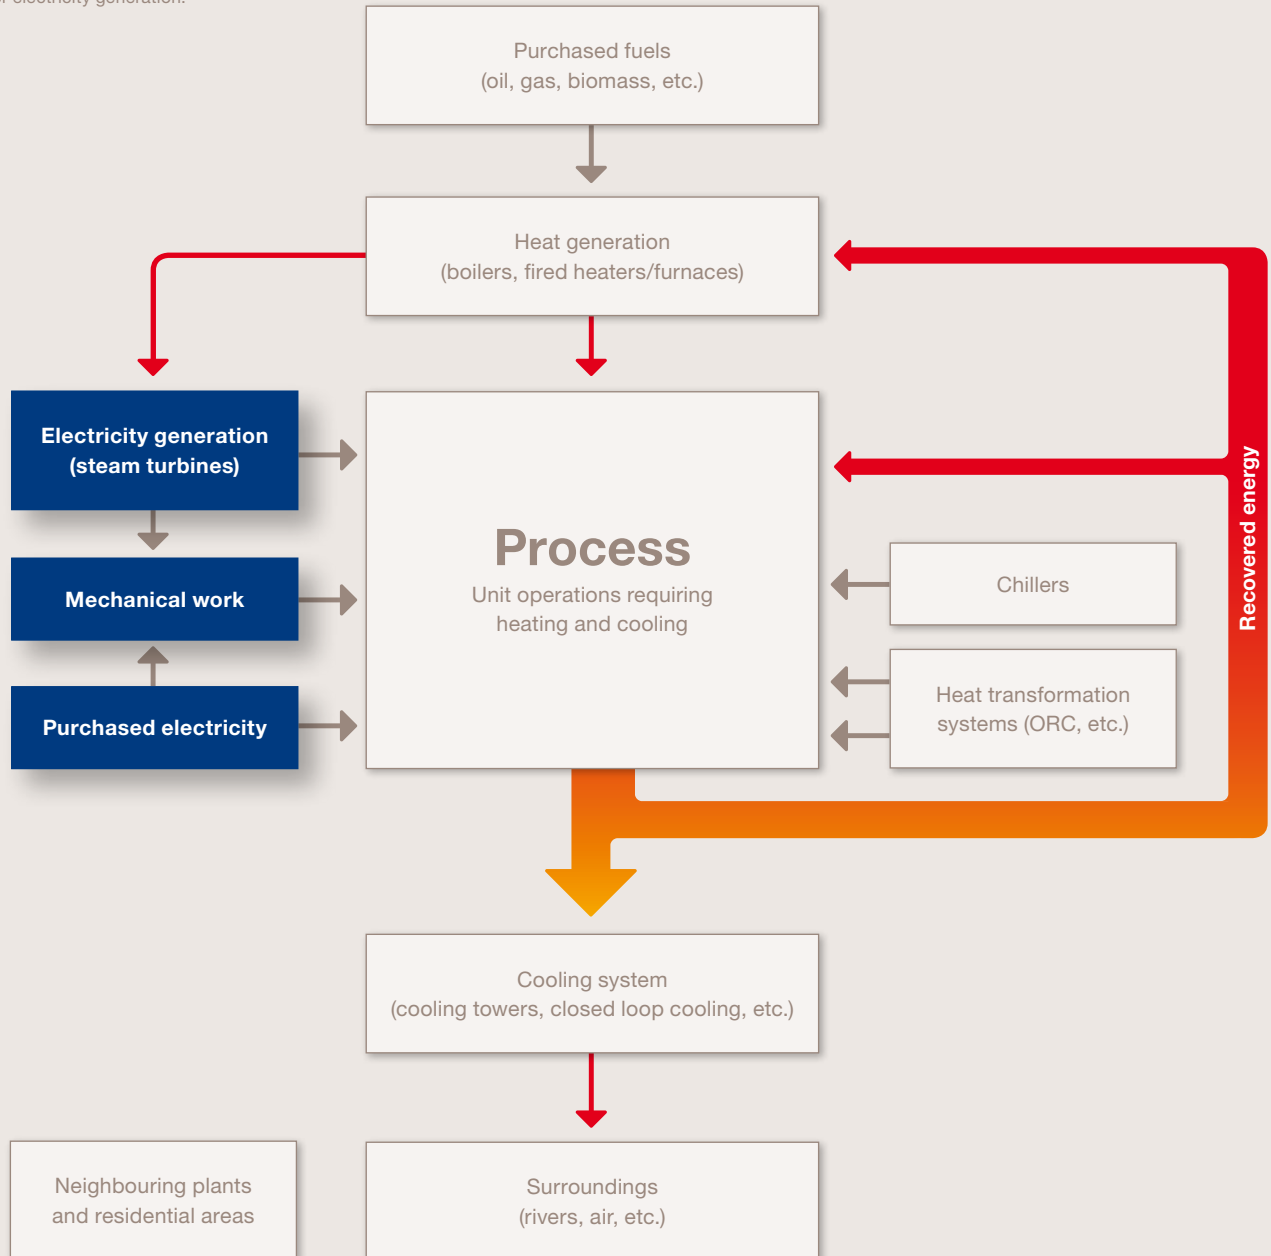 electricity generation.
Purchased fuels
(oil, gas, biomass, etc.)
Heat generation
(boilers, fired heaters/furnaces)
Electricity generation
(steam turbines)
Mechanical work
Purchased electricity
Process
Unit operations requiring
heating and cooling
Chillers
Heat transformation
systems (ORC, etc.)
Recovered energy
Cooling system
(cooling towers, closed loop cooling, etc.)
Neighbouring plants
and residential areas
Surroundings
(rivers, air, etc.)